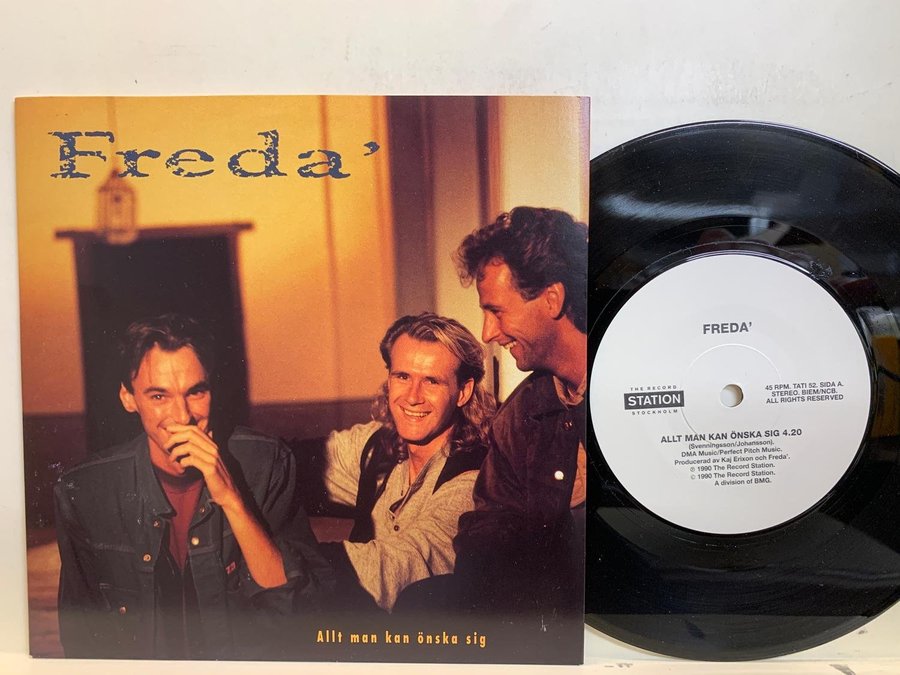 Freda'
Allt man kan önska sig
FREDA'
THE RECORD
STATION
STOCKHOLM
45 RPM. TATI 52. SIDA A.
STEREO. BIEM/NCB.
ALL RIGHTS RESERVED
ALLT MAN KAN ÖNSKA SIG 4.20
(Svenningsson/Johansson).
DMA Music/Perfect Pitch Music.
Producerad av Kaj Erixon och Freda'.
℗ 1990 The Record Station.
© 1990 The Record Station.
A division of BMG.